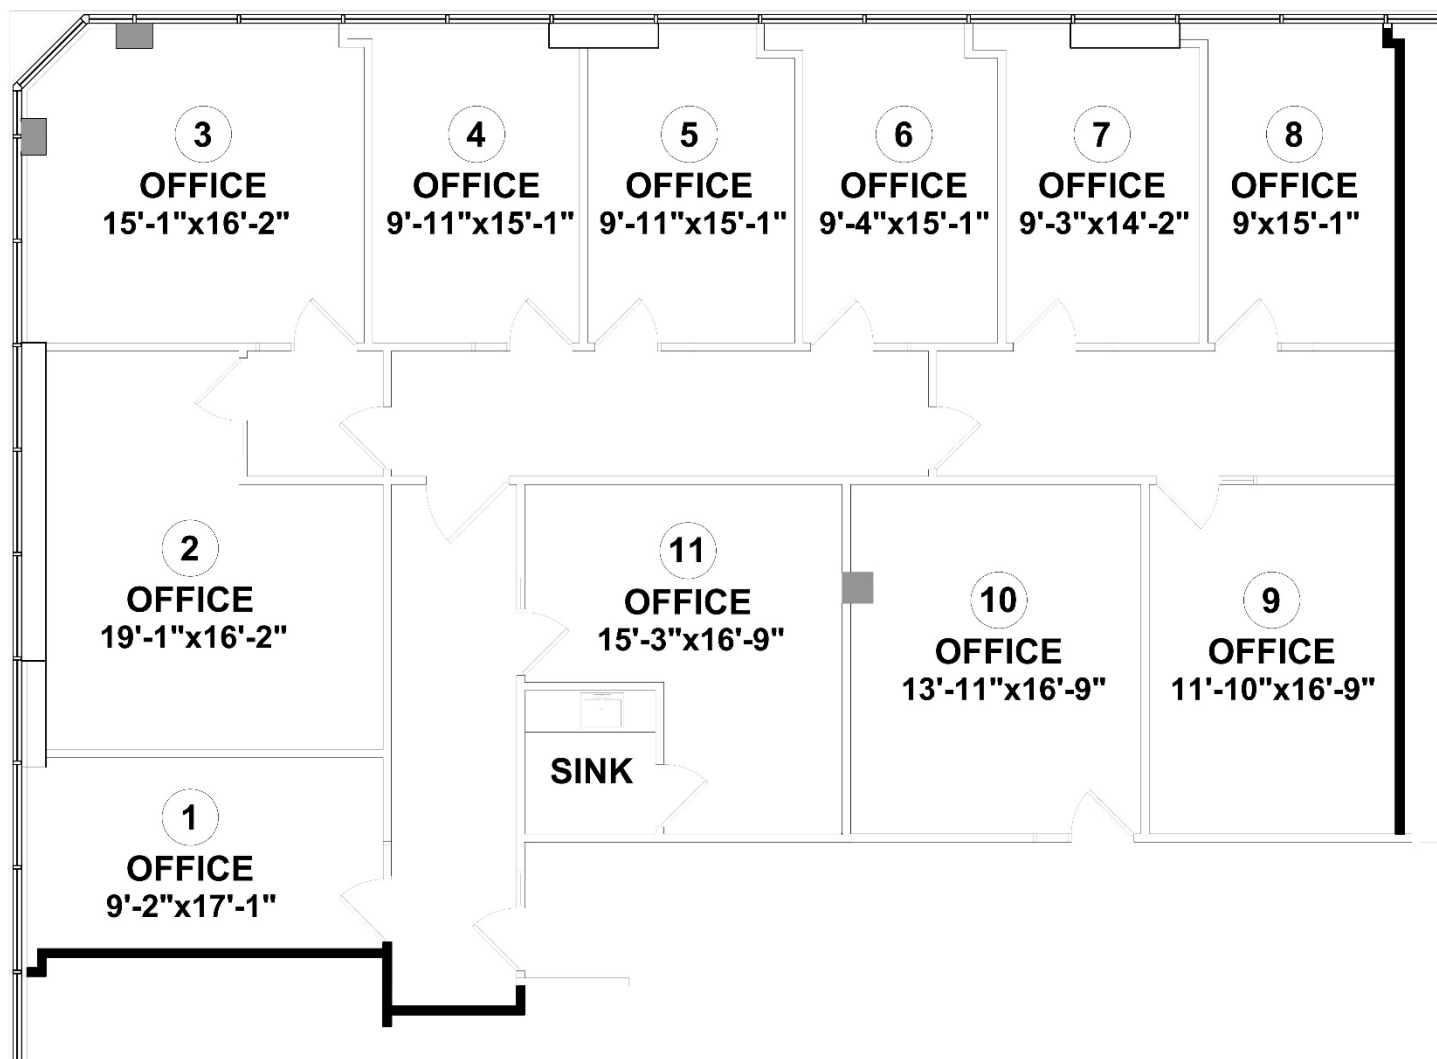 3
OFFICE
15'-1"x16'-2"
4
OFFICE
9'-11"x15'-1"
5
OFFICE
9'-11"x15'-1"
6
OFFICE
9'-4"x15'-1"
7
OFFICE
9'-3"x14'-2"
8
OFFICE
9'x15'-1"
2
OFFICE
19'-1"x16'-2"
11
OFFICE
15'-3"x16'-9"
10
OFFICE
13'-11"x16'-9"
9
OFFICE
11'-10"x16'-9"
SINK
1
OFFICE
9'-2"x17'-1"